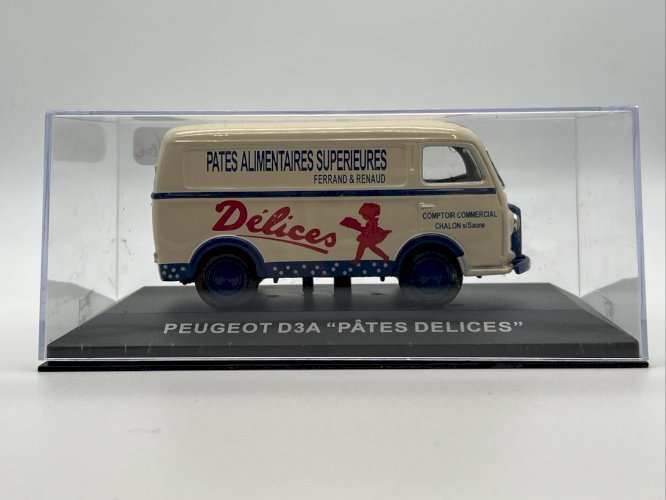 PATES ALIMENTAIRES SUPERIEURES
FERRAND & RENAUD
Délices
COMPTOIR COMMERCIAL
CHALON s/Saone
PEUGEOT D3A “PÂTES DELICES”